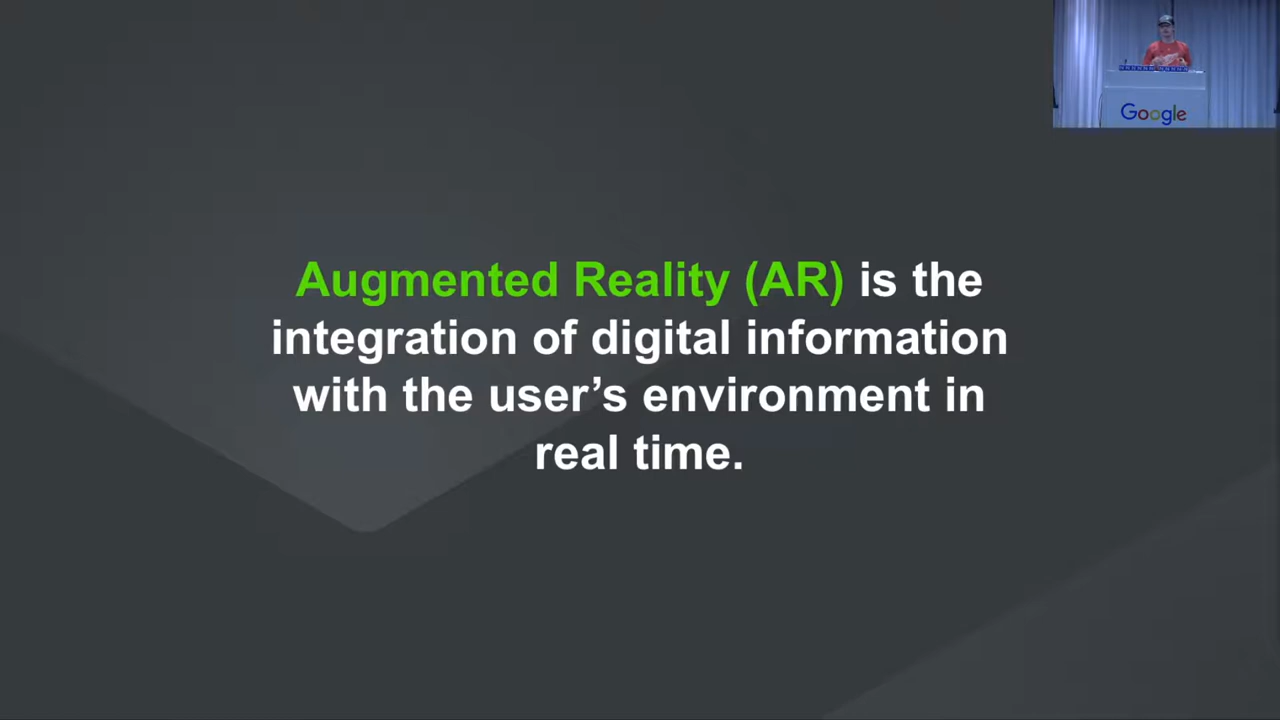 Google
Augmented Reality (AR) is the
integration of digital information
with the user’s environment in
real time.